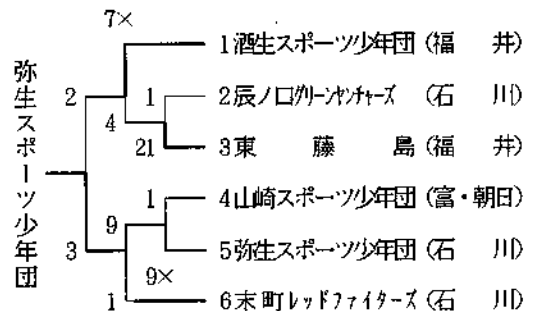 7×
1酒生スポーツ少年団(福 井)
2
1
2辰ノ口グリーンヤンチャーズ (石 川)
4
21
3東 藤 島(福 井)
弥生スポーツ少年団
1
4山崎スポーツ少年団(富・朝日)
9
3
5弥生スポーツ少年団(石 川)
9×
1
6末町レッドファイターズ(石 川)